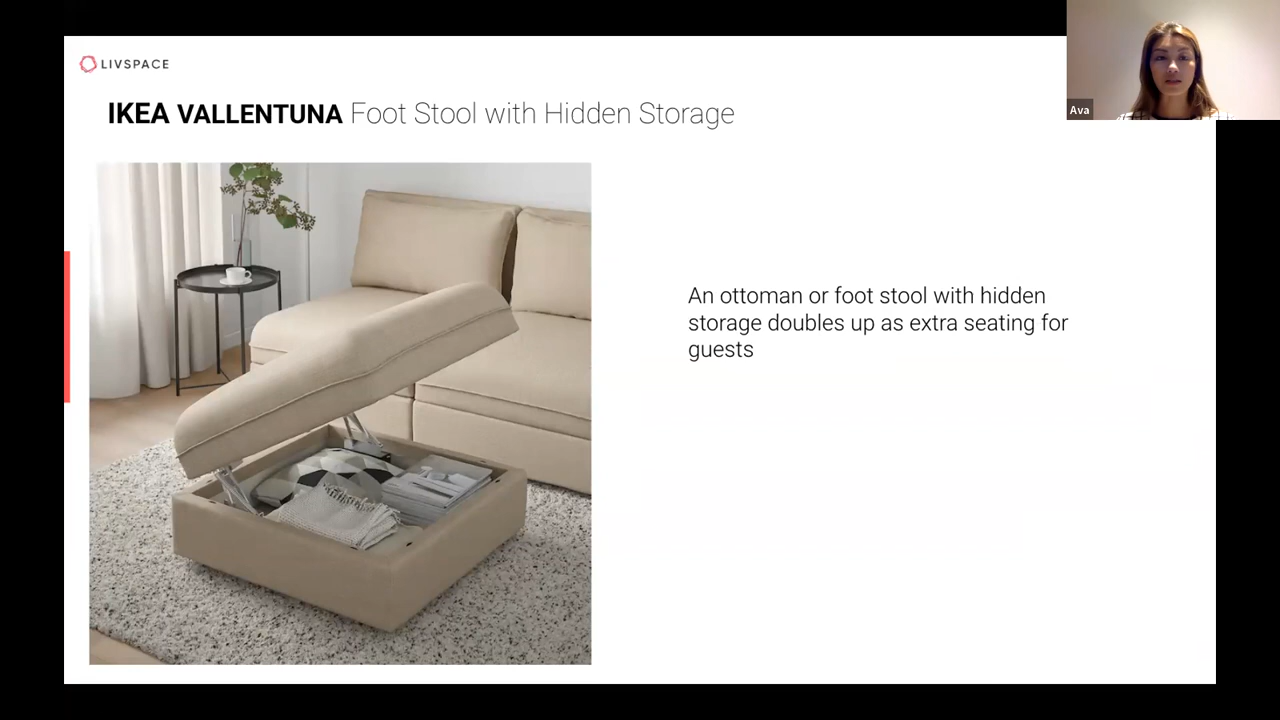 LIVSPACE
IKEA VALLENTUNA Foot Stool with Hidden Storage
Ava
An ottoman or foot stool with hidden
storage doubles up as extra seating for
guests